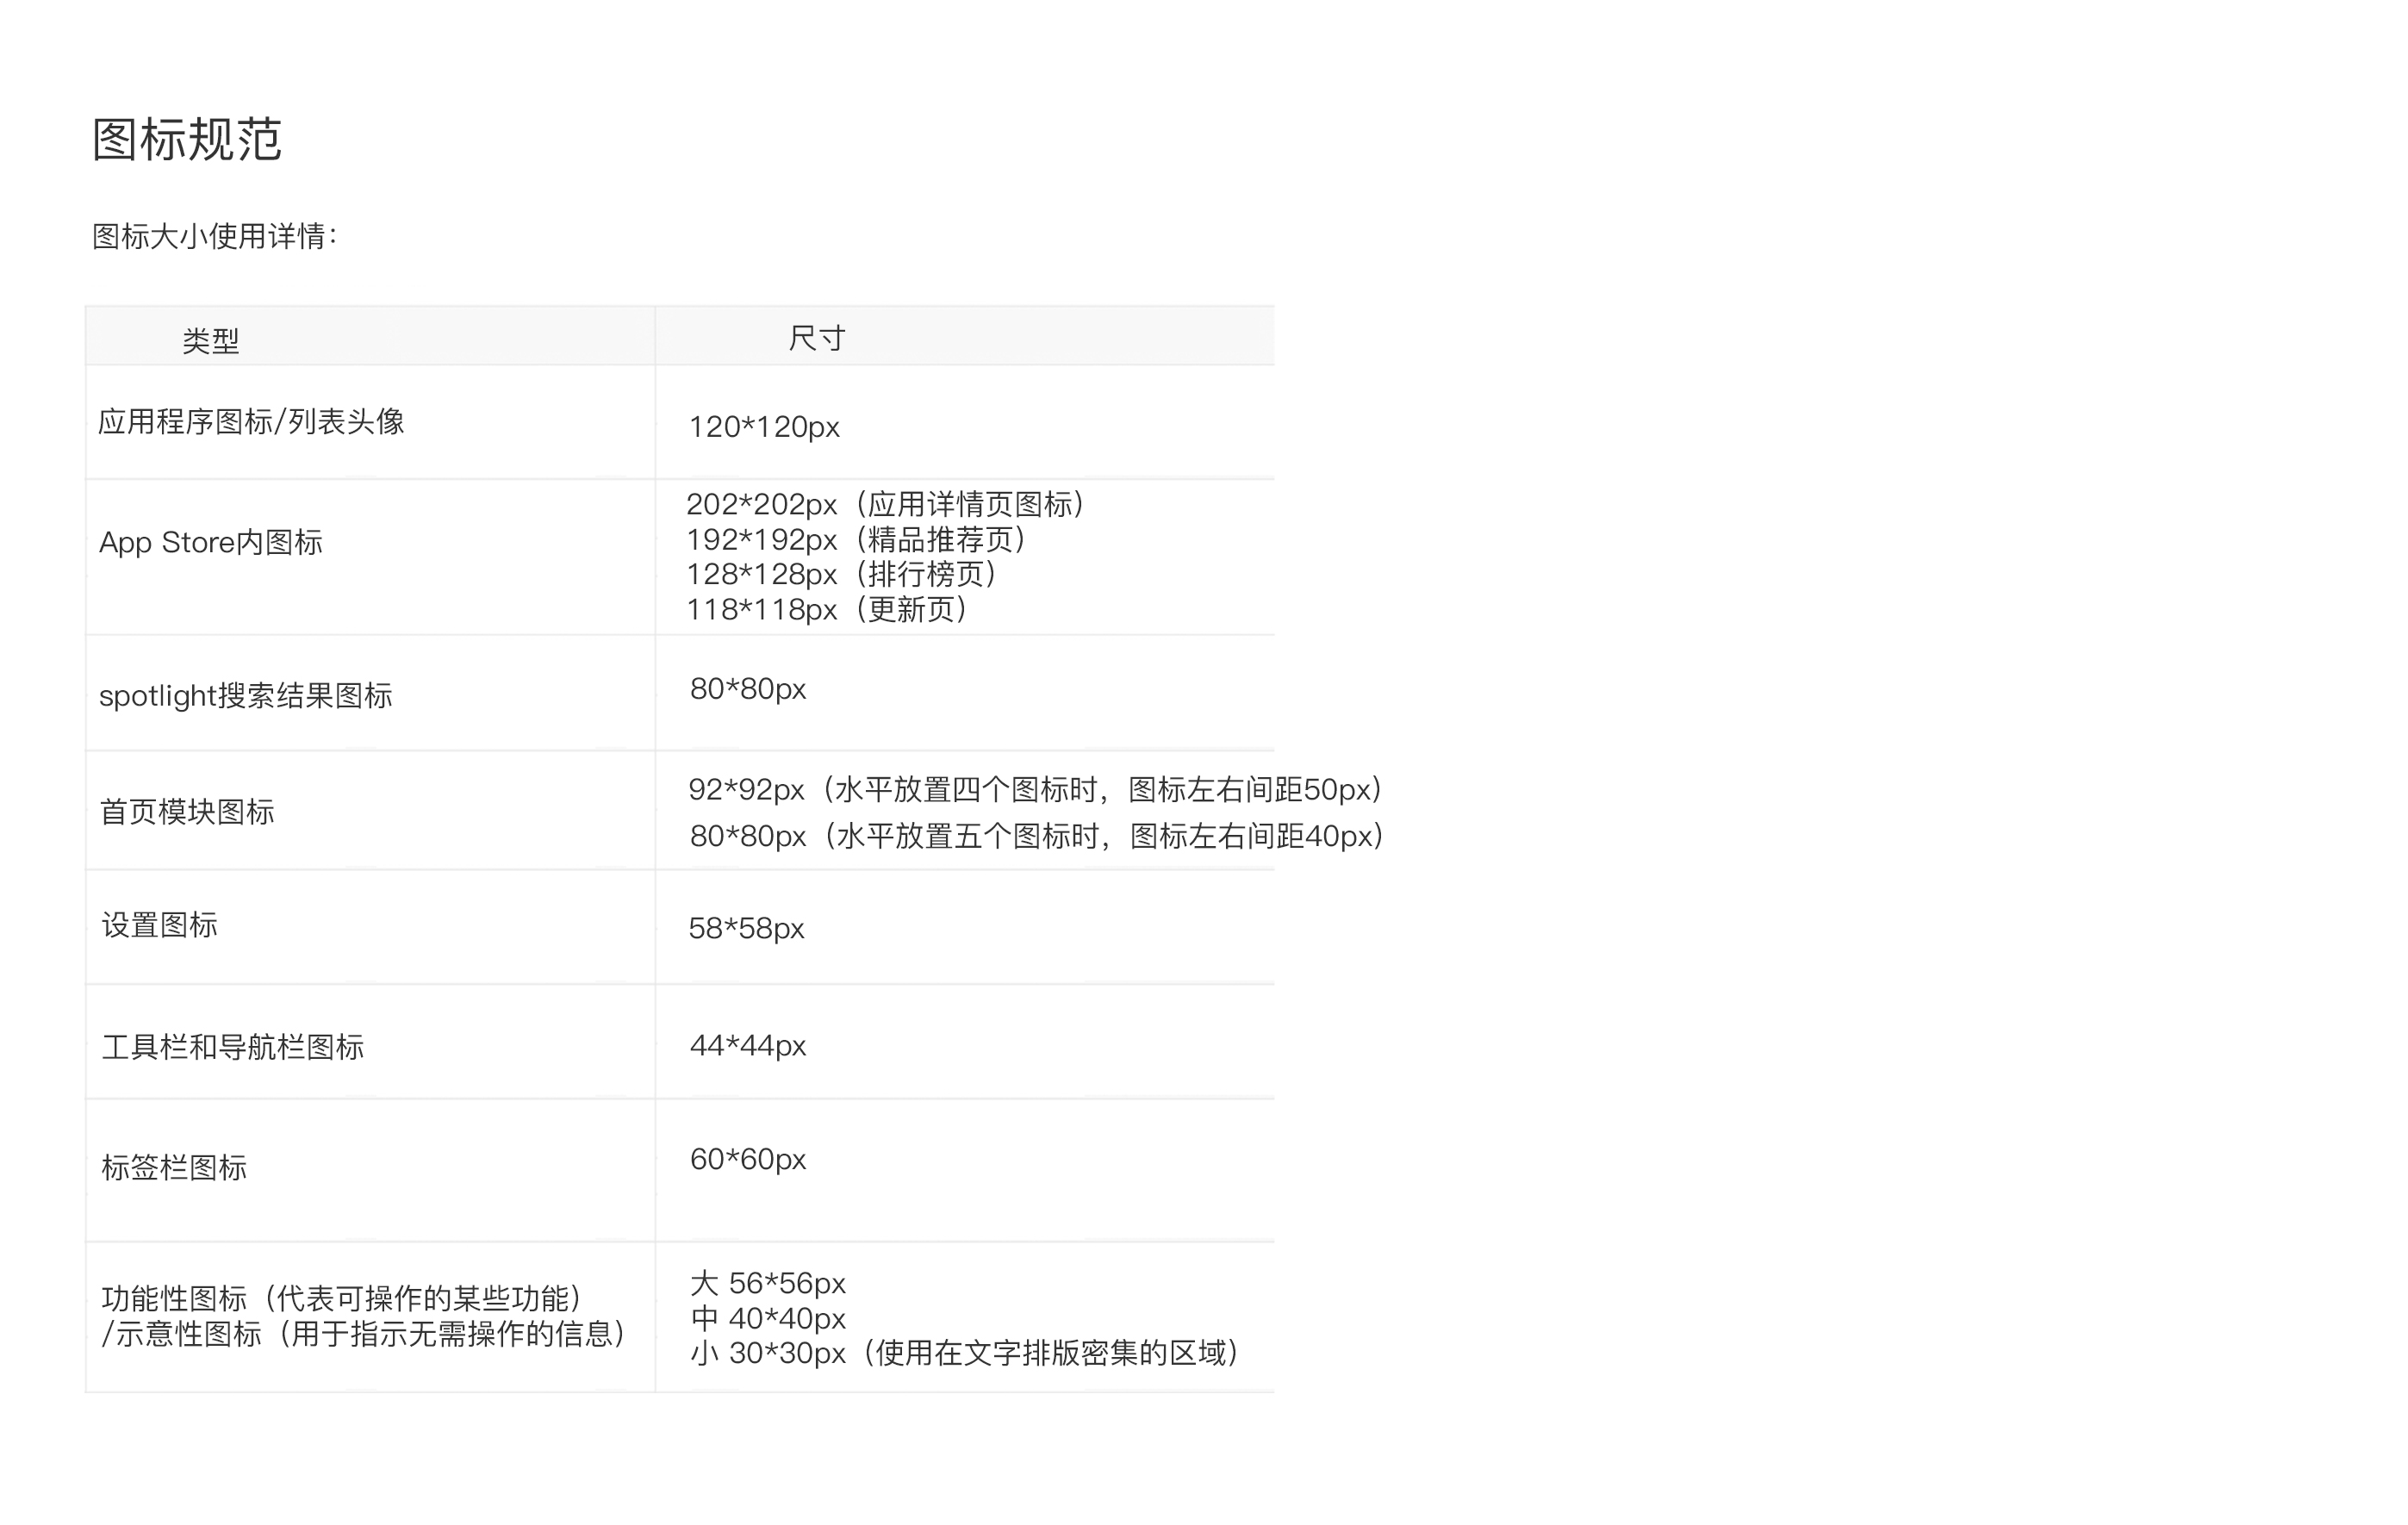 图标规范
图标大小使用详情：
类型
尺寸
应用程序图标/列表头像
120*120px
App Store内图标
202*202px（应用详情页图标）
192*192px（精品推荐页）
128*128px（排行榜页）
118*118px（更新页）
spotlight搜索结果图标
80*80px
首页模块图标
92*92px（水平放置四个图标时，图标左右间距50px）
80*80px（水平放置五个图标时，图标左右间距40px）
设置图标
58*58px
工具栏和导航栏图标
44*44px
标签栏图标
60*60px
功能性图标（代表可操作的某些功能）
/示意性图标（用于指示无需操作的信息）
大 56*56px
中 40*40px
小 30*30px（使用在文字排版密集的区域）